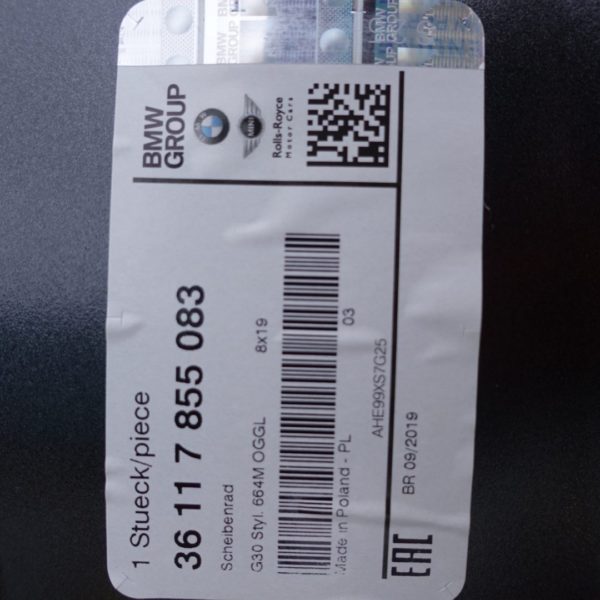 BMW
GROUP
MINI
Rolls-Royce
Motor Cars
1 Stueck/piece
36 11 7 855 083
Scheibenrad
G30 Styl. 664M OGGL 8x19
Made in Poland - PL 03
AHE99XS7G25
EAC BR 09/2019